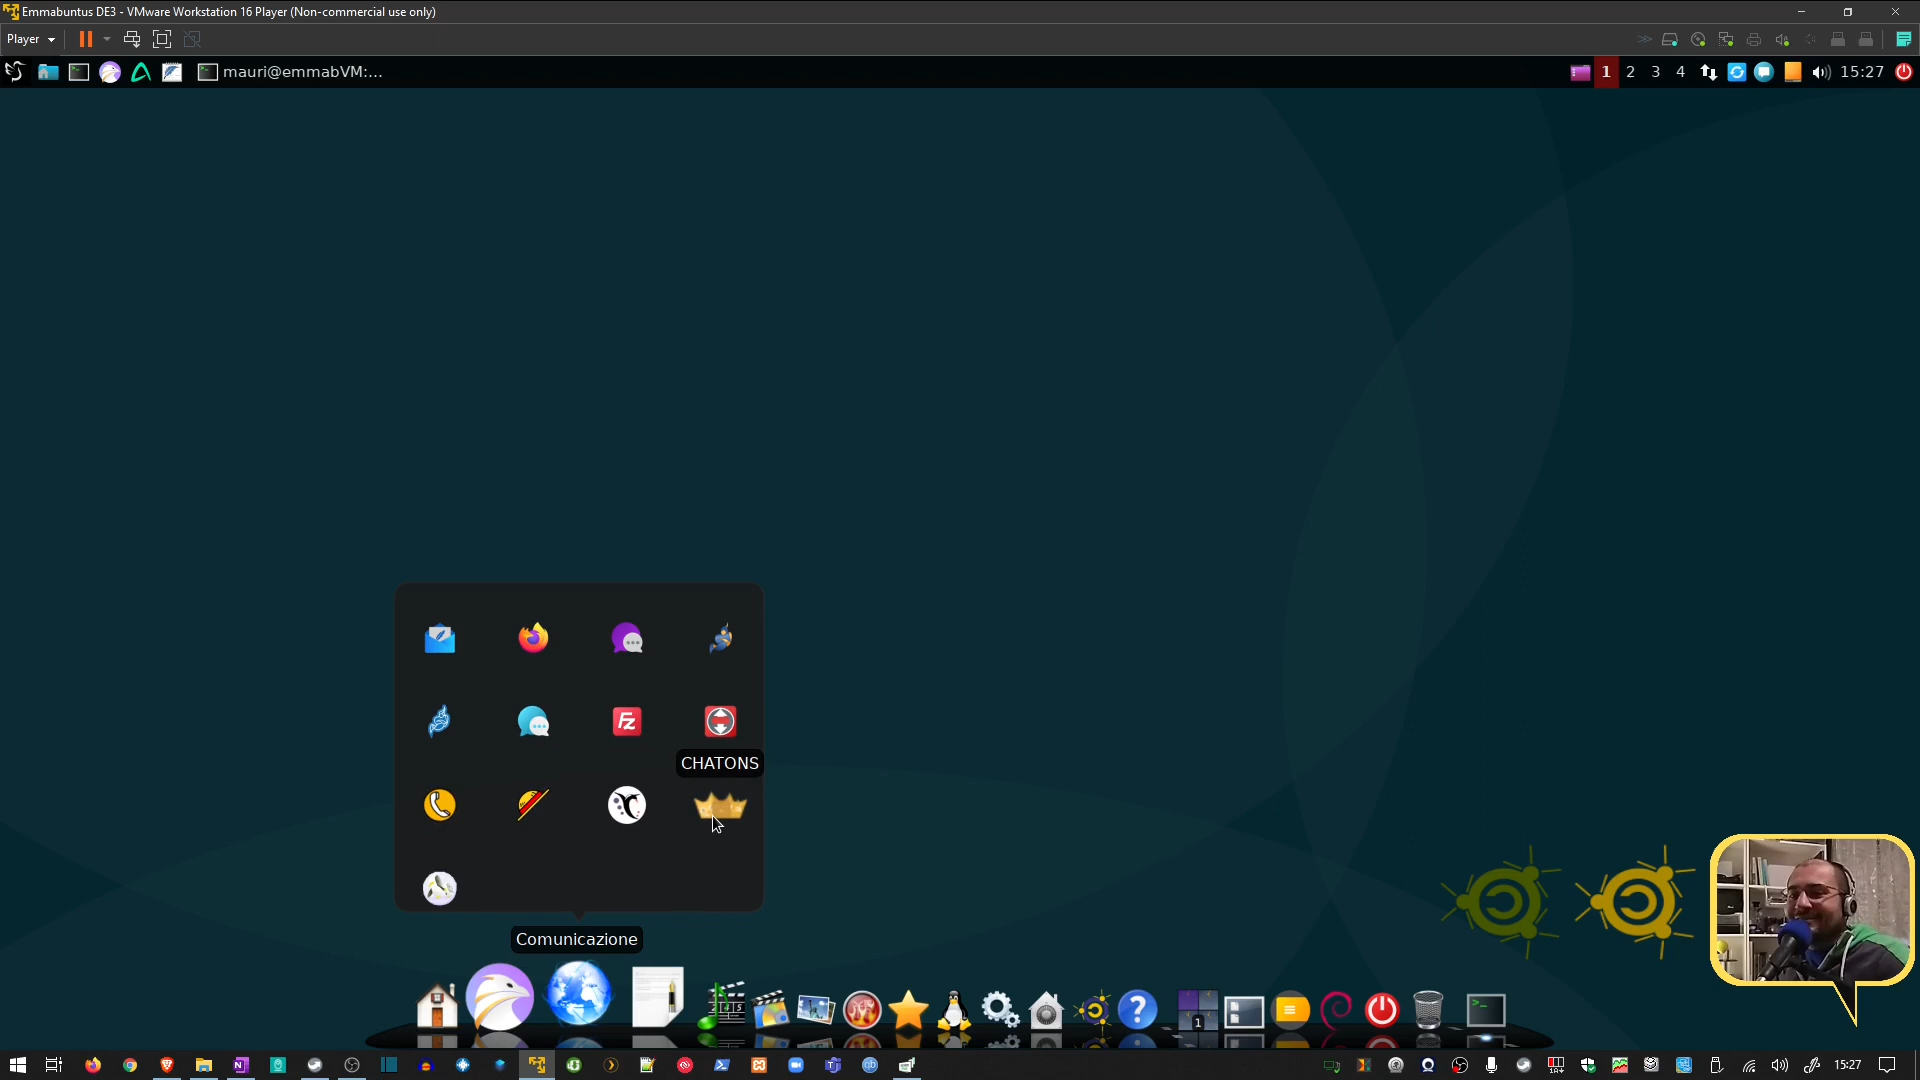 Emmabuntus DE3 - VMware Workstation 16 Player (Non-commercial use only)
Player
mauri@emmabVM:...
1 2 3 4 15:27
Fz
CHATONS
Comunicazione
1
15:27